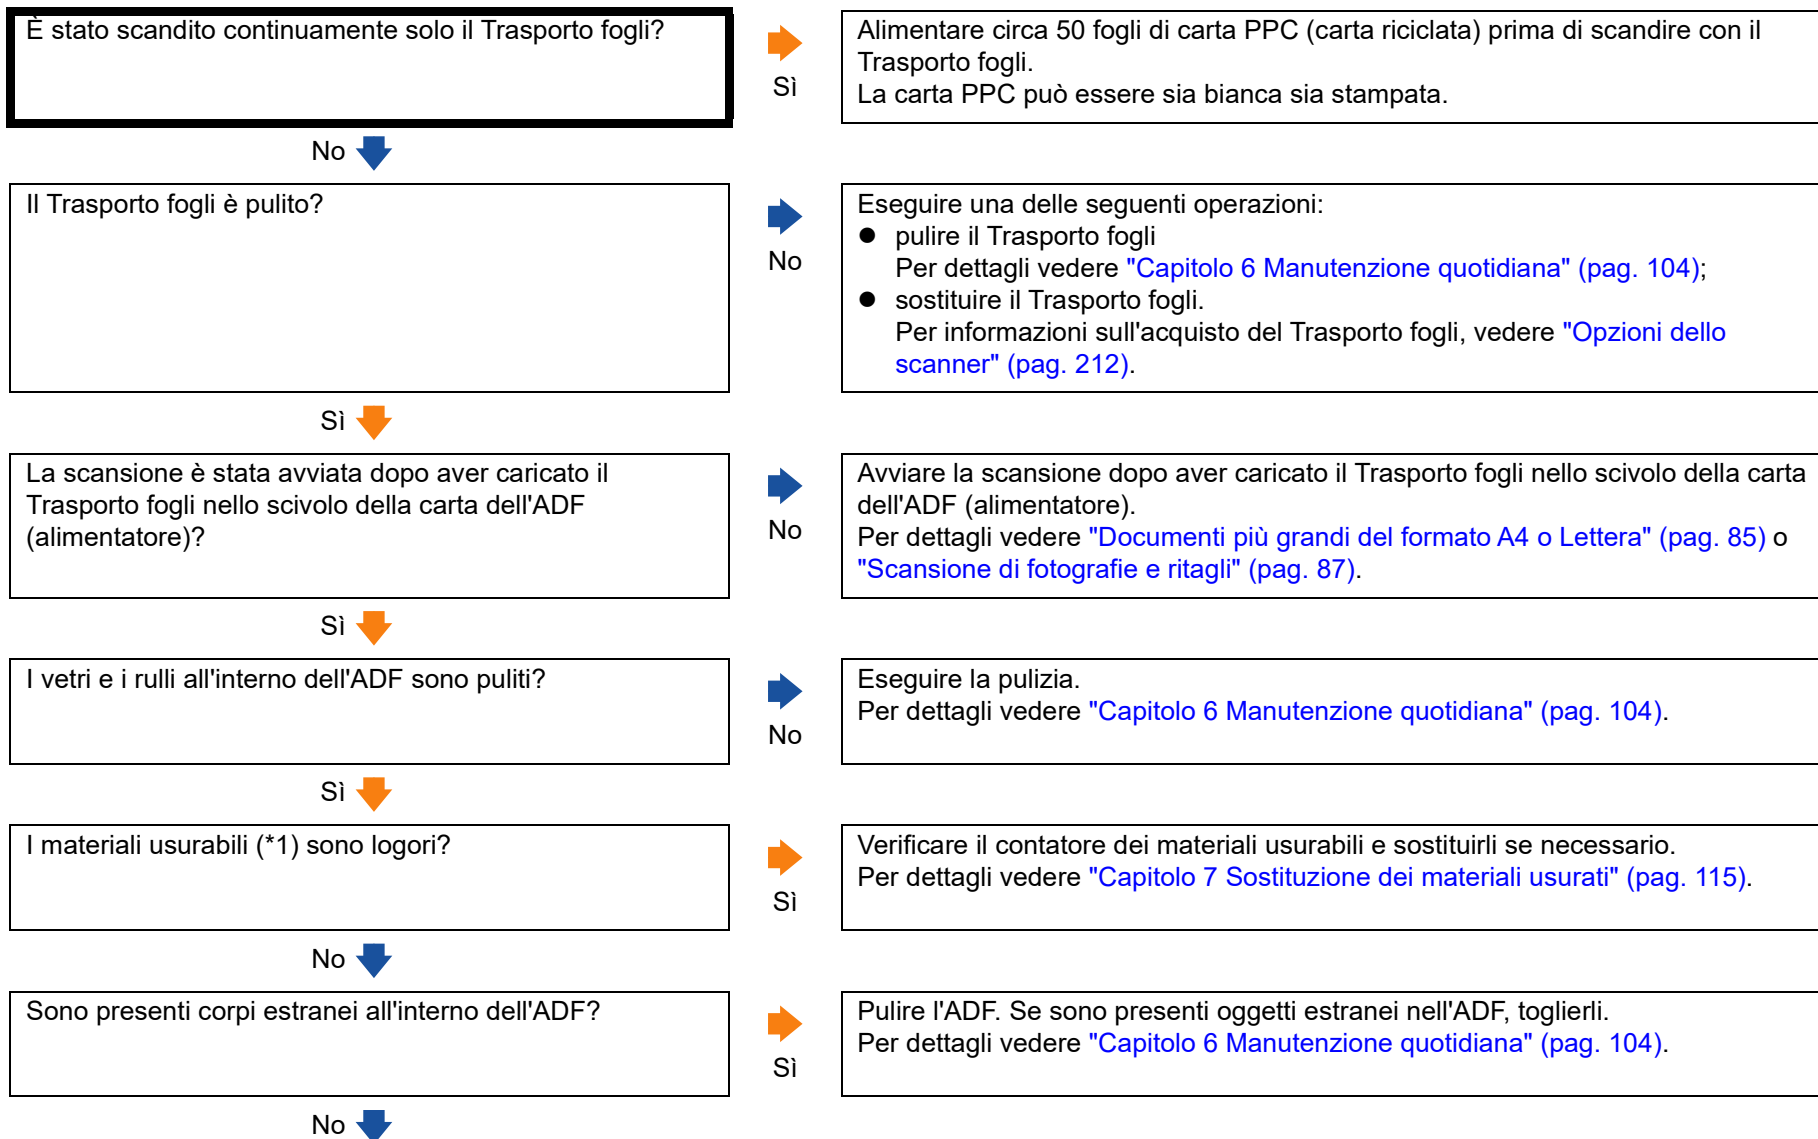 È stato scandito continuamente solo il Trasporto fogli?
Sì
Alimentare circa 50 fogli di carta PPC (carta riciclata) prima di scandire con il
Trasporto fogli.
La carta PPC può essere sia bianca sia stampata.
No
Il Trasporto fogli è pulito?
No
Eseguire una delle seguenti operazioni:
● pulire il Trasporto fogli
Per dettagli vedere "Capitolo 6 Manutenzione quotidiana" (pag. 104);
● sostituire il Trasporto fogli.
Per informazioni sull'acquisto del Trasporto fogli, vedere "Opzioni dello
scanner" (pag. 212).
Sì
La scansione è stata avviata dopo aver caricato il
Trasporto fogli nello scivolo della carta dell'ADF
(alimentatore)?
No
Avviare la scansione dopo aver caricato il Trasporto fogli nello scivolo della carta
dell'ADF (alimentatore).
Per dettagli vedere "Documenti più grandi del formato A4 o Lettera" (pag. 85) o
"Scansione di fotografie e ritagli" (pag. 87).
Sì
I vetri e i rulli all'interno dell'ADF sono puliti?
No
Eseguire la pulizia.
Per dettagli vedere "Capitolo 6 Manutenzione quotidiana" (pag. 104).
Sì
I materiali usurabili (*1) sono logori?
Sì
Verificare il contatore dei materiali usurabili e sostituirli se necessario.
Per dettagli vedere "Capitolo 7 Sostituzione dei materiali usurati" (pag. 115).
No
Sono presenti corpi estranei all'interno dell'ADF?
Sì
Pulire l'ADF. Se sono presenti oggetti estranei nell'ADF, toglierli.
Per dettagli vedere "Capitolo 6 Manutenzione quotidiana" (pag. 104).
No